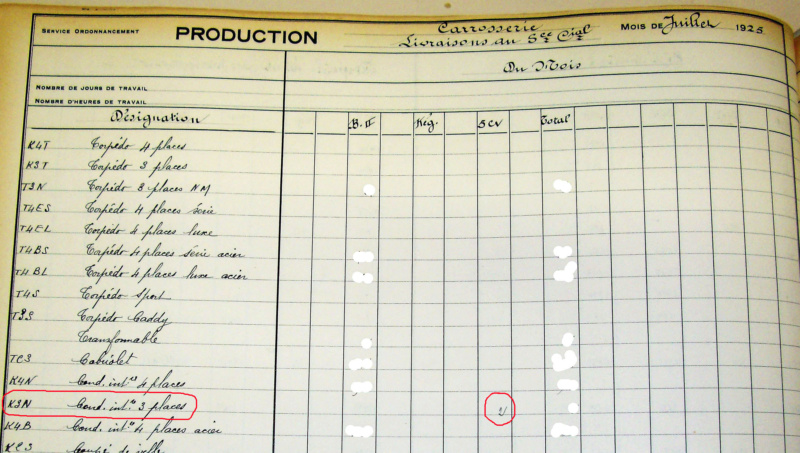 SERVICE ORDONNANCEMENT PRODUCTION Carrosserie MOIS DE Juillet 1925
Livraisons au Sce Cial
Du Mois
NOMBRE DE JOURS DE TRAVAIL
NOMBRE D'HEURES DE TRAVAIL
Désignation B.II Rég. 5 CV Total
K4T Torpédo 4 places
K3T Torpédo 3 places
T3N Torpédo 3 places NM
T4ES Torpédo 4 places série
T4EL Torpédo 4 places luxe
T4BS Torpédo 4 places série acier
T4BL Torpédo 4 places luxe acier
T4S Torpédo Sport
Torpédo Caddy
Transformable
TC3 Cabriolet
K4N Cond. intre 4 places
K3N Cond. intre 3 places
K4B Cond. intre 4 places acier
Coupé de ville